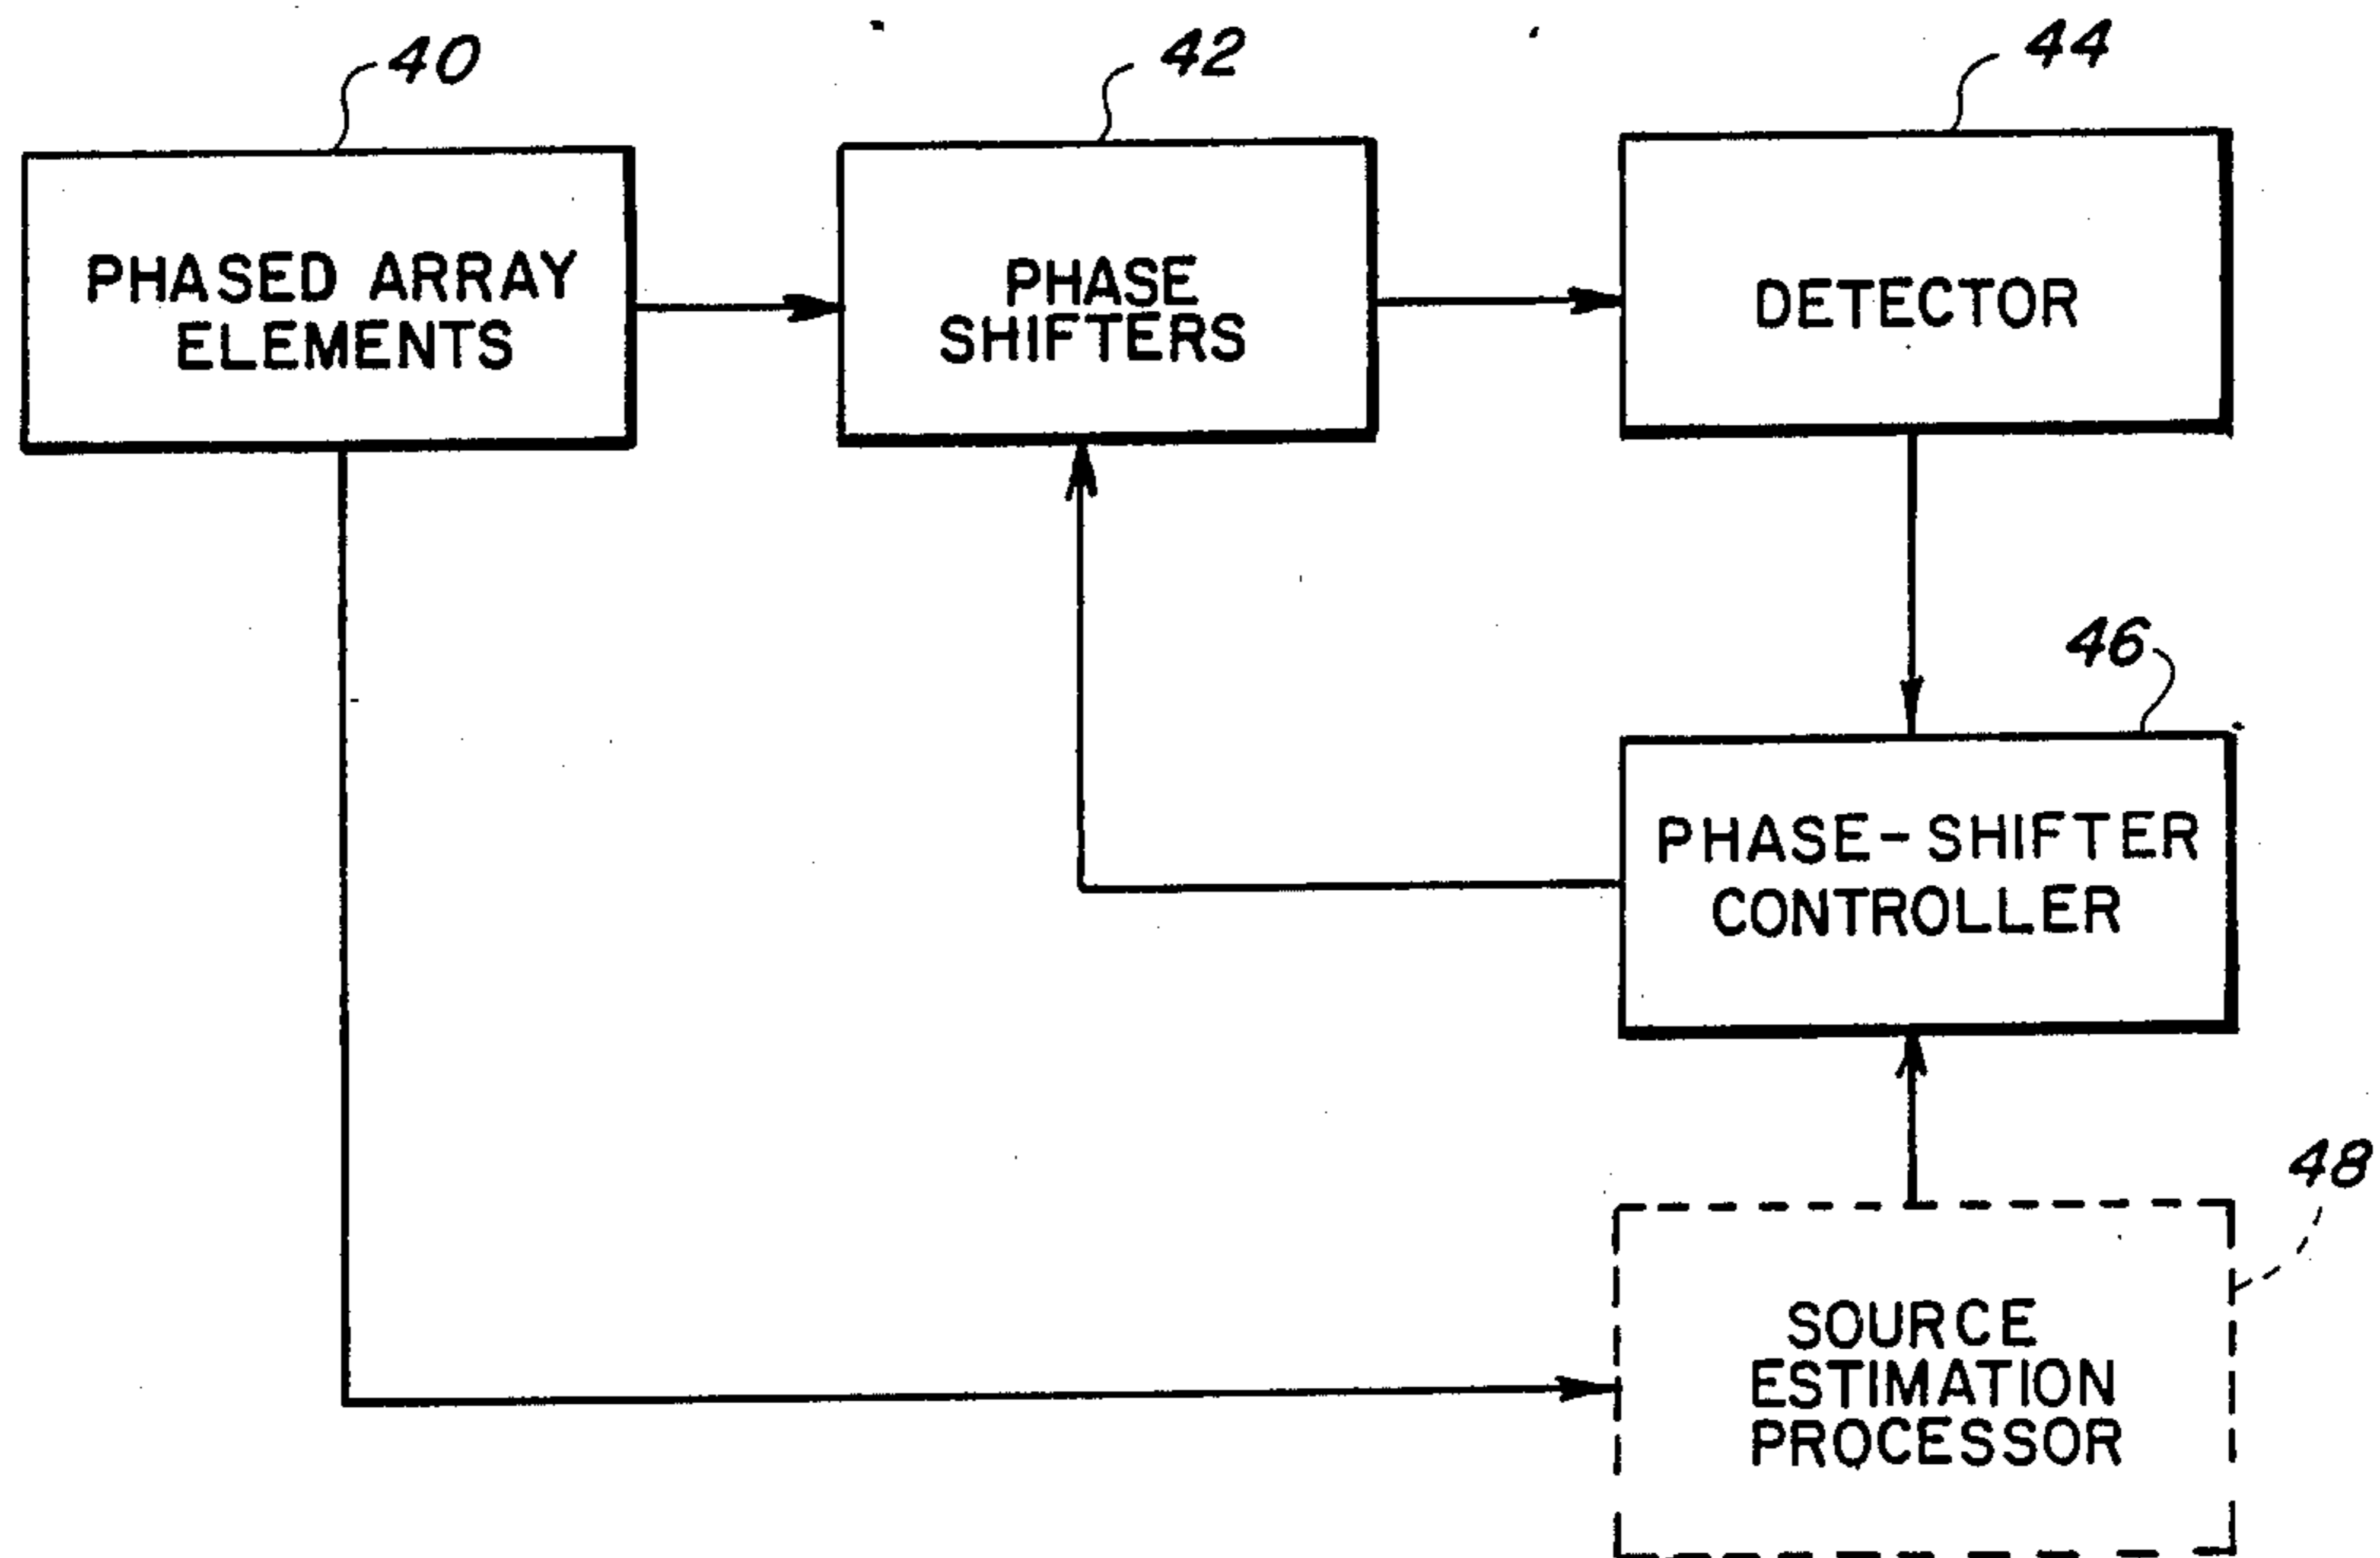 40
42
44
PHASED ARRAY
ELEMENTS
PHASE
SHIFTERS
DETECTOR
46
PHASE-SHIFTER
CONTROLLER
48
SOURCE
ESTIMATION
PROCESSOR